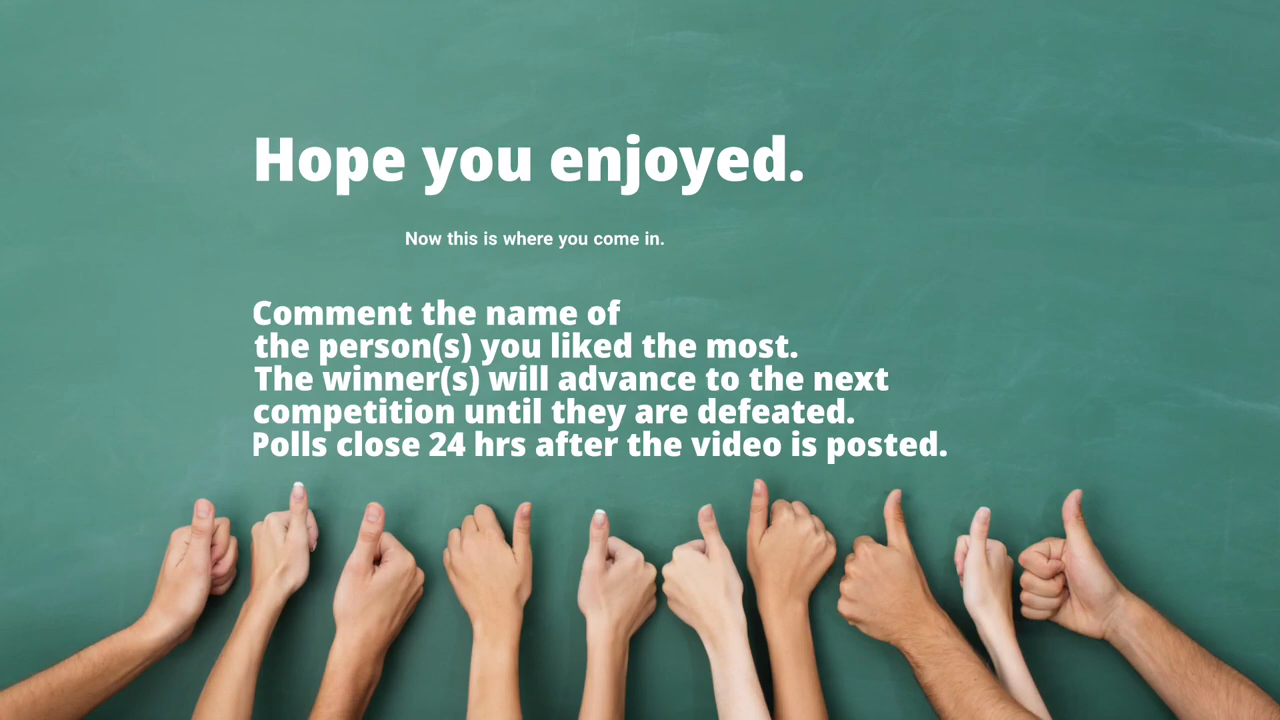 Hope you enjoyed.
Now this is where you come in.
Comment the name of
the person(s) you liked the most.
The winner(s) will advance to the next
competition until they are defeated.
Polls close 24 hrs after the video is posted.